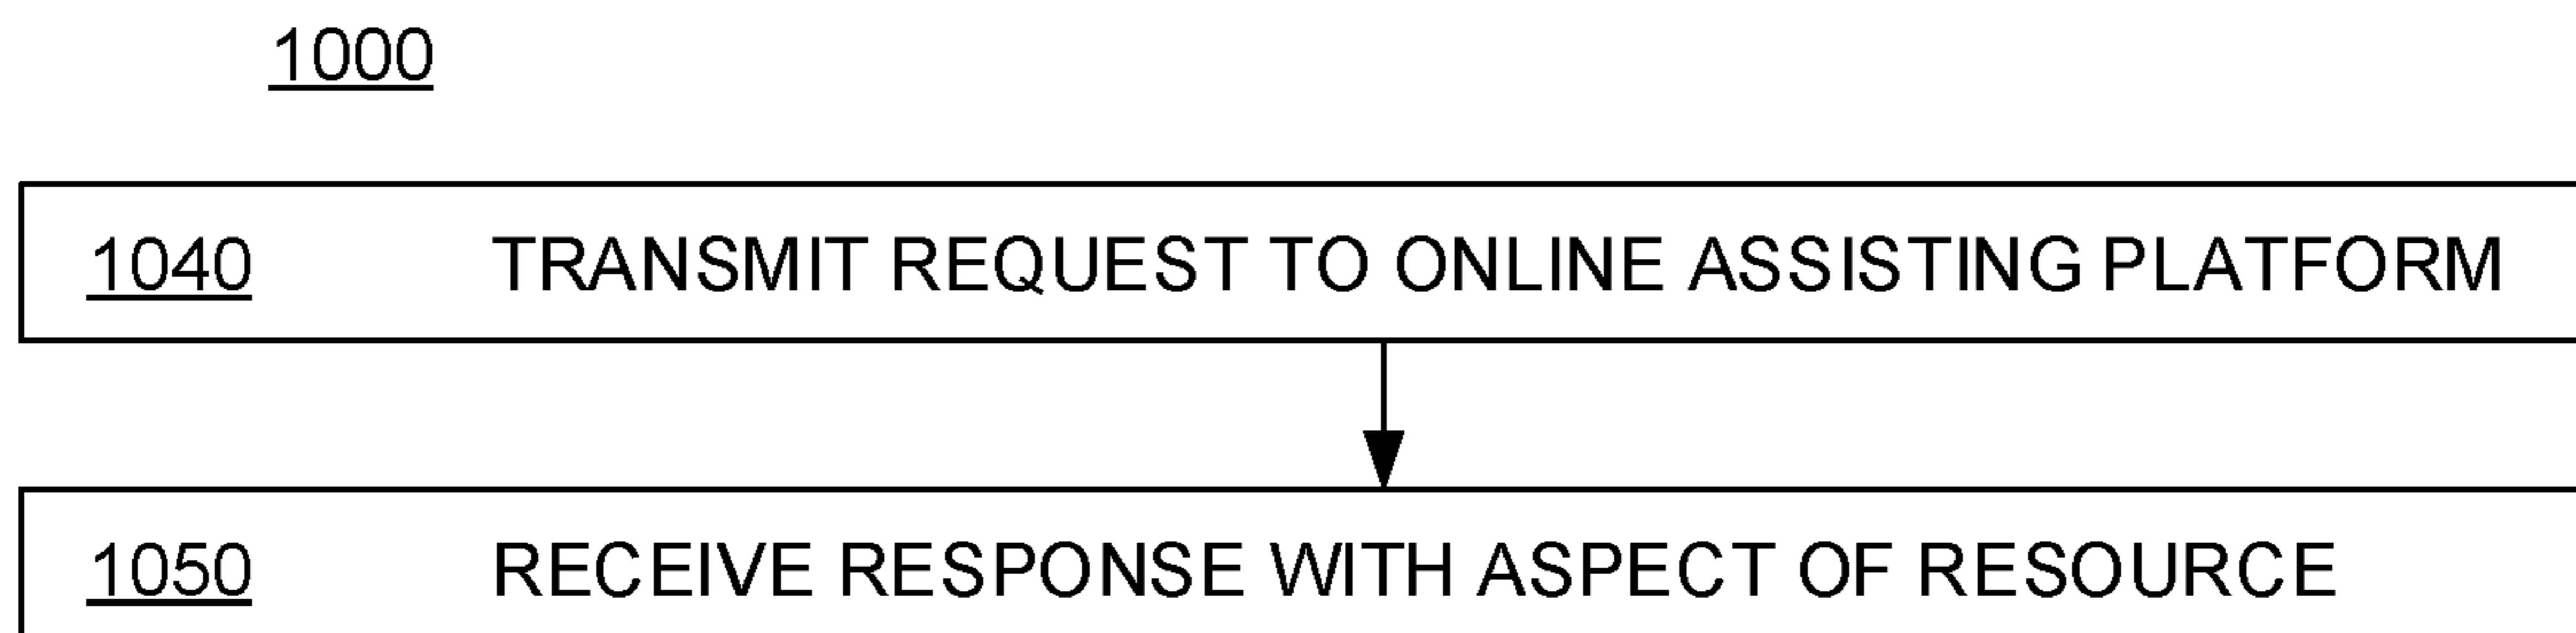 1000
1040 TRANSMIT REQUEST TO ONLINE ASSISTING PLATFORM
1050 RECEIVE RESPONSE WITH ASPECT OF RESOURCE